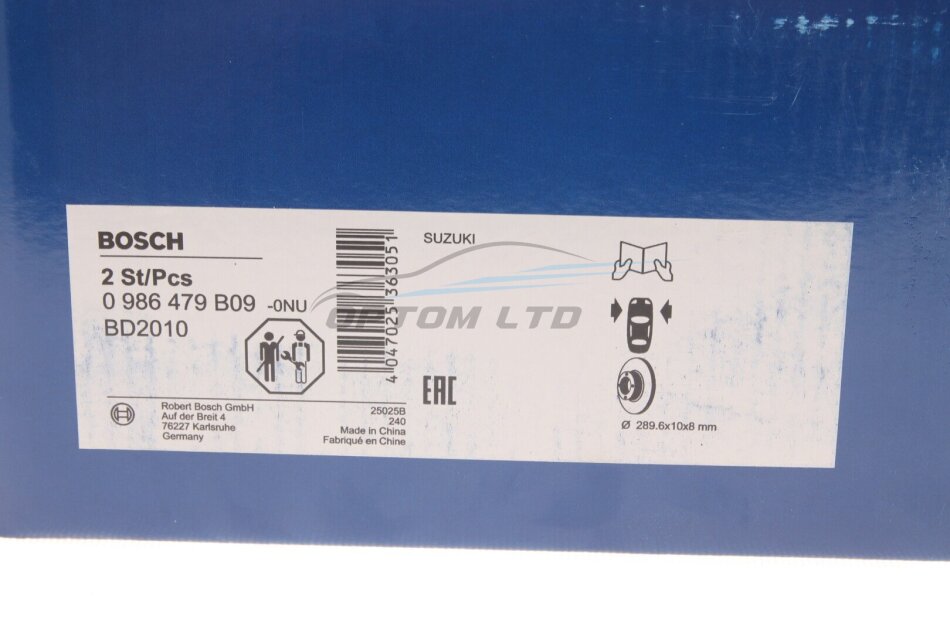 BOSCH
2 St/Pcs
0 986 479 B09 -0NU
BD2010
4 047025 363051
SUZUKI
OPTOM LTD
EAC
Robert Bosch GmbH
Auf der Breit 4
76227 Karlsruhe
Germany
25025B
240
Made in China
Fabriqué en Chine
Ø 289.6x10x8 mm